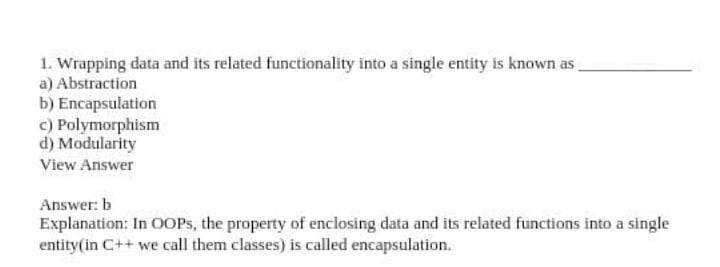 1. Wrapping data and its related functionality into a single entity is known as _____________
a) Abstraction
b) Encapsulation
c) Polymorphism
d) Modularity
View Answer
Answer: b
Explanation: In OOPs, the property of enclosing data and its related functions into a single
entity(in C++ we call them classes) is called encapsulation.